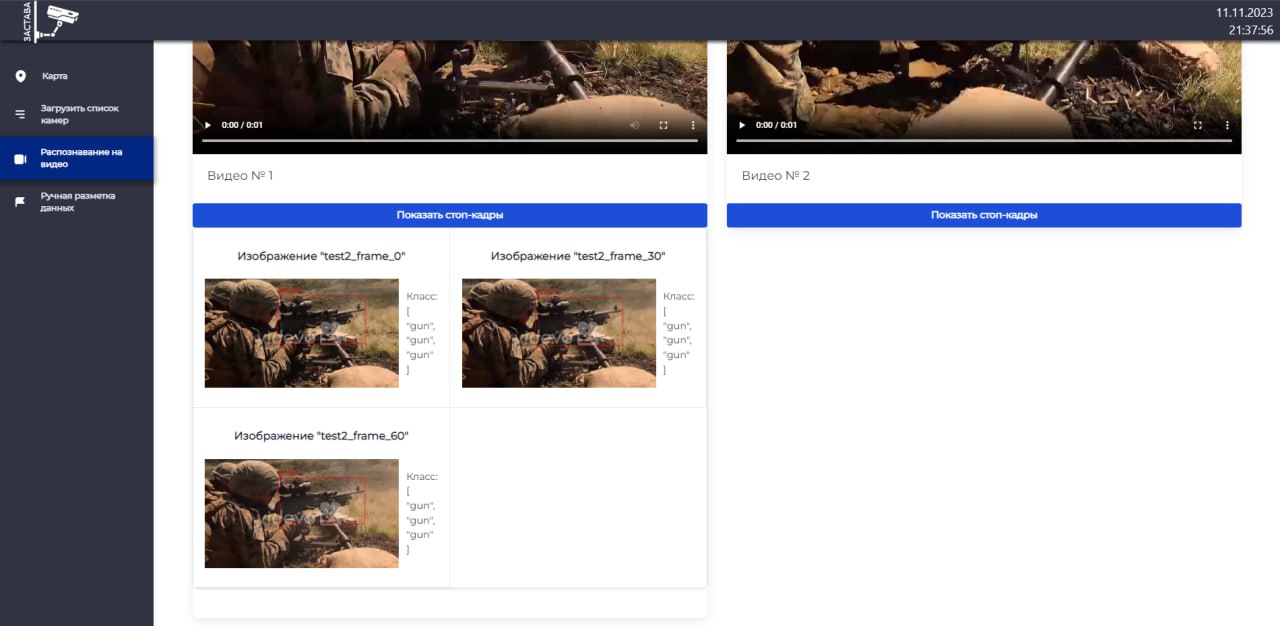 ЗАСТАВА
11.11.2023
21:37:56
Карта
Загрузить список
камер
Распознавание на
видео
Ручная разметка
данных
0:00 / 0:01
Видео № 1
Показать стоп-кадры
Изображение "test2_frame_0"
Класс:
[
"gun",
"gun",
"gun"
]
Изображение "test2_frame_30"
Класс:
[
"gun",
"gun",
"gun"
]
Изображение "test2_frame_60"
Класс:
[
"gun",
"gun",
"gun"
]
0:00 / 0:01
Видео № 2
Показать стоп-кадры